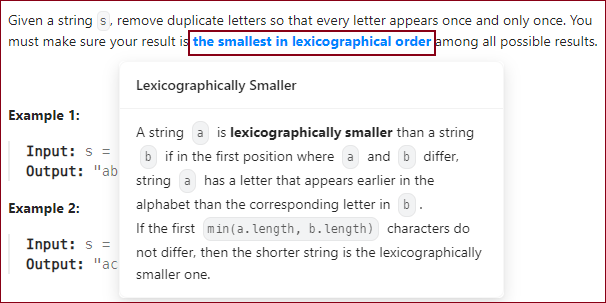 Given a string s, remove duplicate letters so that every letter appears once and only once. You
must make sure your result is the smallest in lexicographical order among all possible results.
Lexicographically Smaller
Example 1:
A string a is lexicographically smaller than a string
b if in the first position where a and b differ,
string a has a letter that appears earlier in the
alphabet than the corresponding letter in b.
If the first min(a.length, b.length) characters do
not differ, then the shorter string is the lexicographically
smaller one.
Input: s =
Output: "ab
Example 2:
Input: s =
Output: "ac